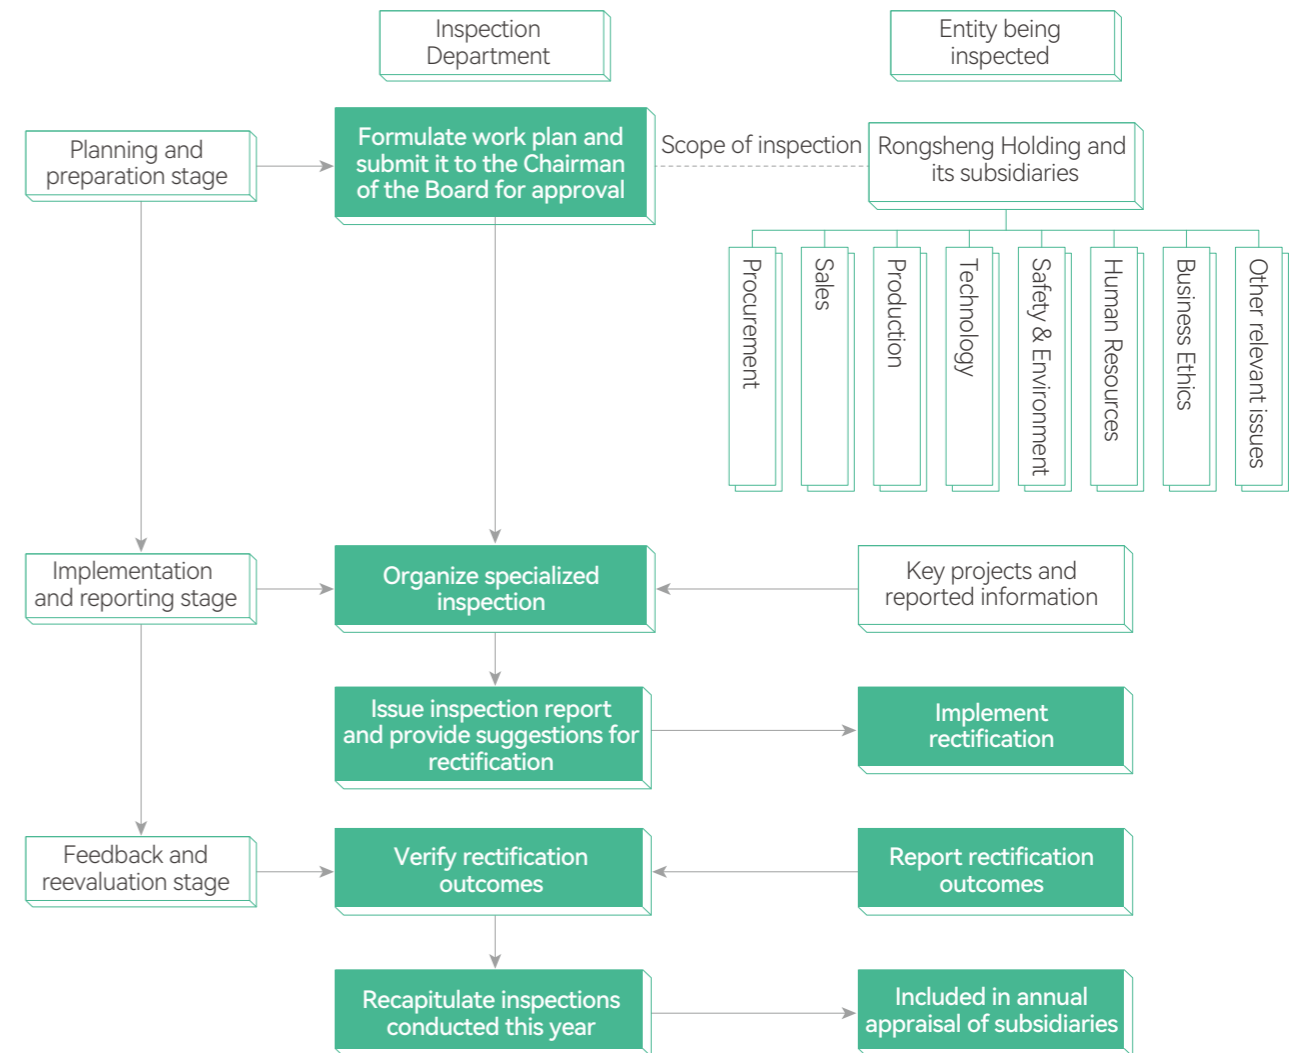 Inspection
Department
Entity being
inspected
Planning and
preparation stage
Formulate work plan and
submit it to the Chairman
of the Board for approval
Scope of inspection
Rongsheng Holding and
its subsidiaries
Procurement
Sales
Production
Technology
Safety & Environment
Human Resources
Business Ethics
Other relevant issues
Implementation
and reporting stage
Organize specialized
inspection
Key projects and
reported information
Issue inspection report
and provide suggestions for
rectification
Implement
rectification
Feedback and
reevaluation stage
Verify rectification
outcomes
Report rectification
outcomes
Recapitulate inspections
conducted this year
Included in annual
appraisal of subsidiaries